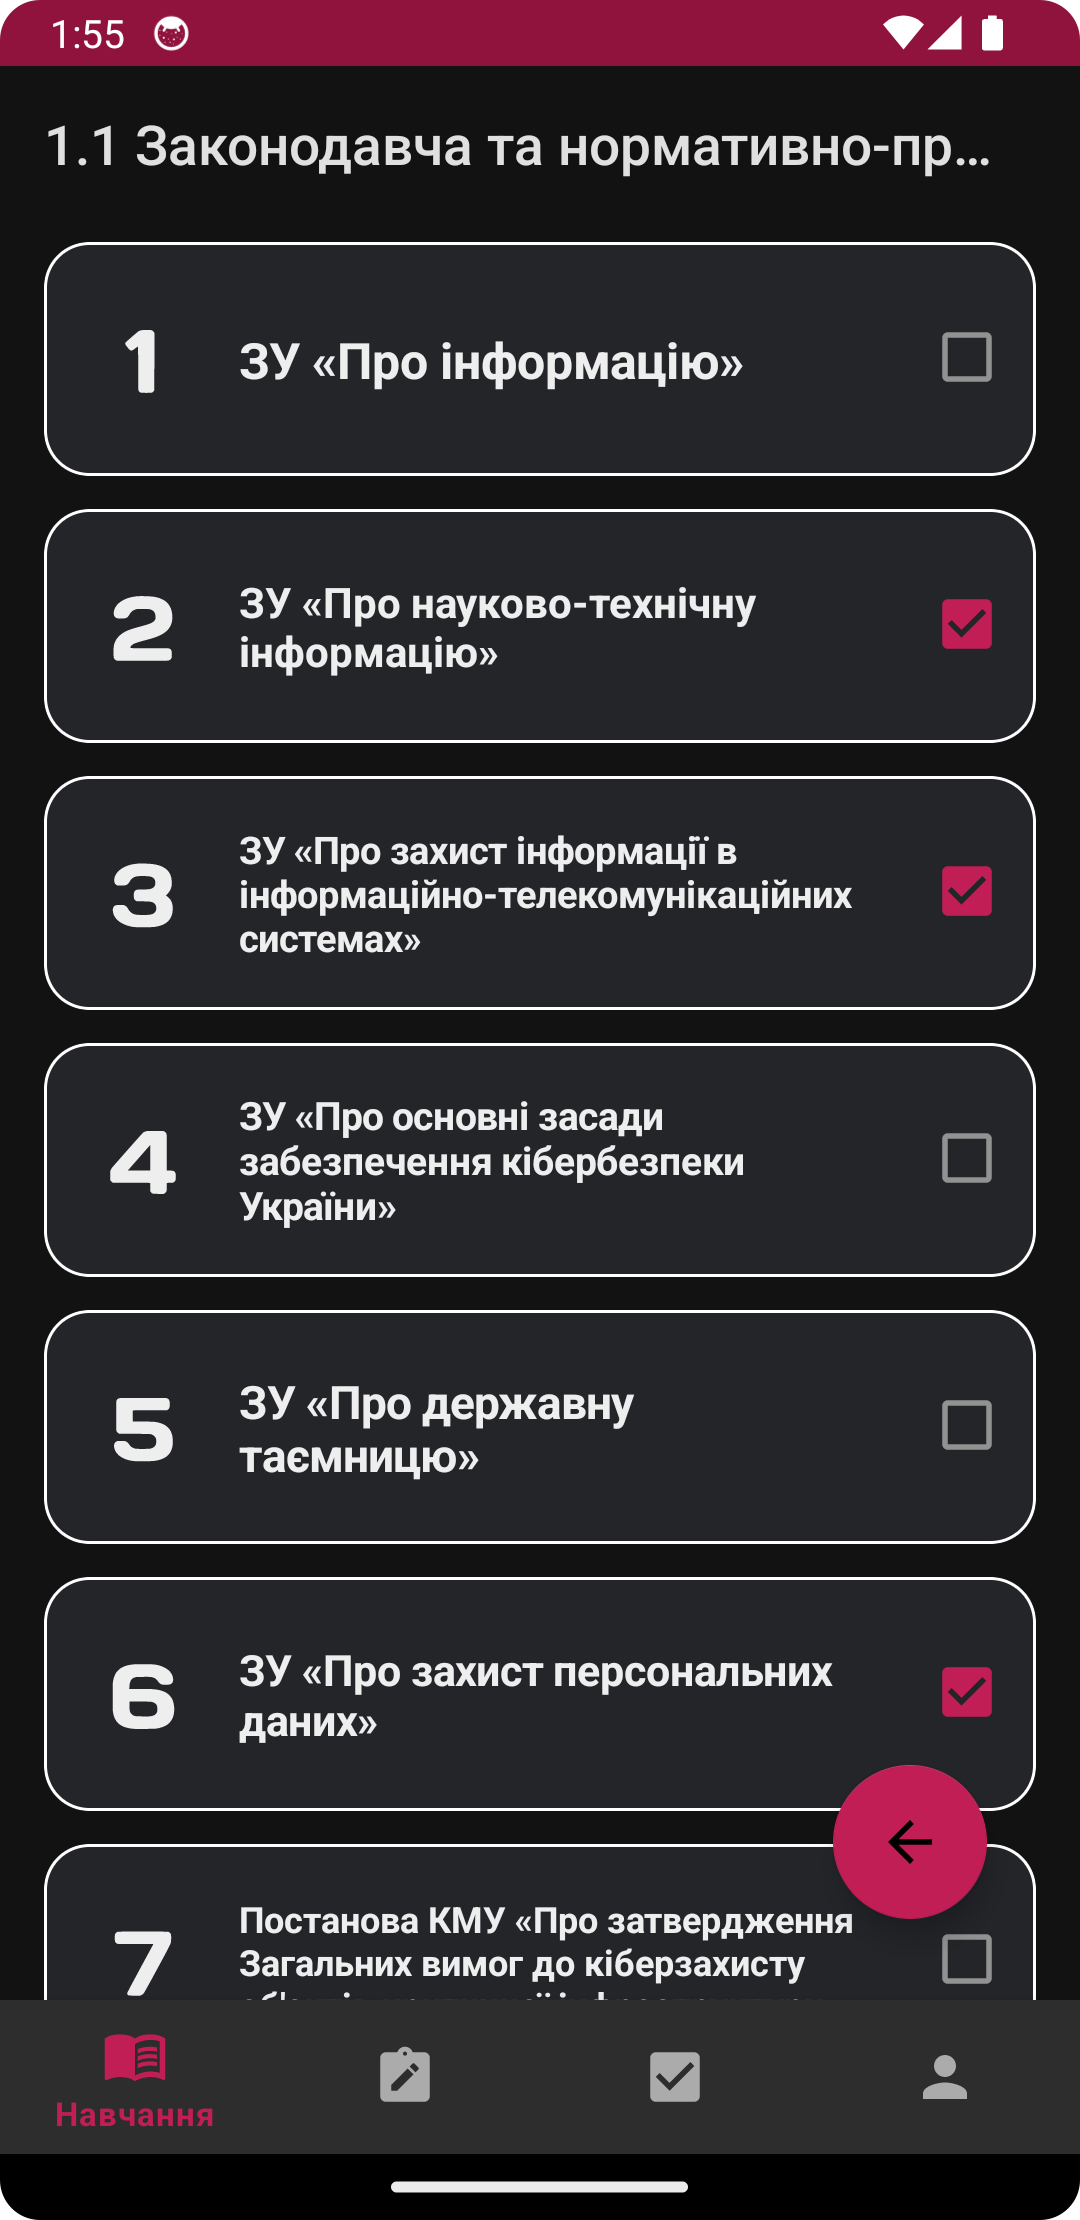 1:55
1.1 Законодавча та нормативно-пр...
1
ЗУ «Про інформацію»
2
ЗУ «Про науково-технічну
інформацію»
3
ЗУ «Про захист інформації в
інформаційно-телекомунікаційних
системах»
4
ЗУ «Про основні засади
забезпечення кібербезпеки
України»
5
ЗУ «Про державну
таємницю»
6
ЗУ «Про захист персональних
даних»
7
Постанова КМУ «Про затвердження
Загальних вимог до кіберзахисту
Навчання